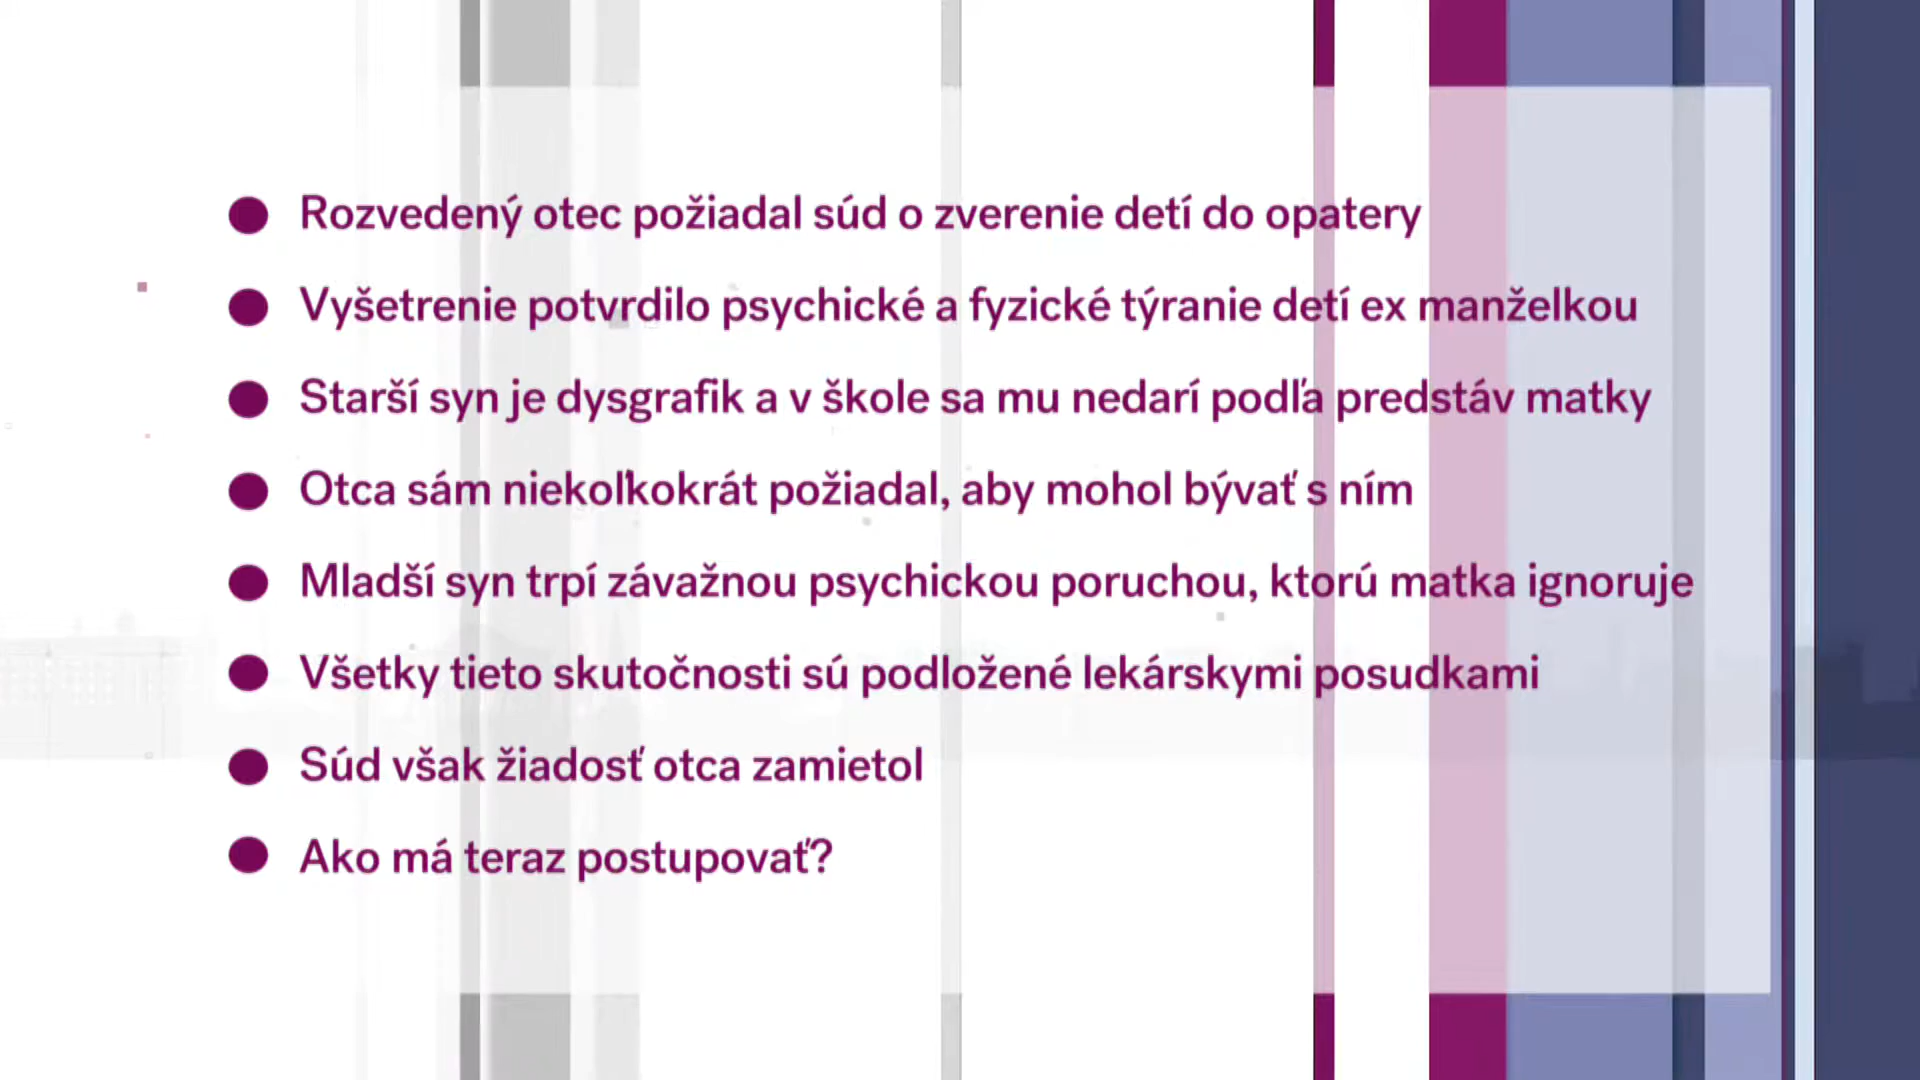 Rozvedený otec požiadal súd o zverenie detí do opatery
Vyšetrenie potvrdilo psychické a fyzické týranie detí ex manželkou
Starší syn je dysgrafik a v škole sa mu nedarí podľa predstáv matky
Otca sám niekoľkokrát požiadal, aby mohol bývať s ním
Mladší syn trpí závažnou psychickou poruchou, ktorú matka ignoruje
Všetky tieto skutočnosti sú podložené lekárskymi posudkami
Súd však žiadosť otca zamietol
Ako má teraz postupovať?